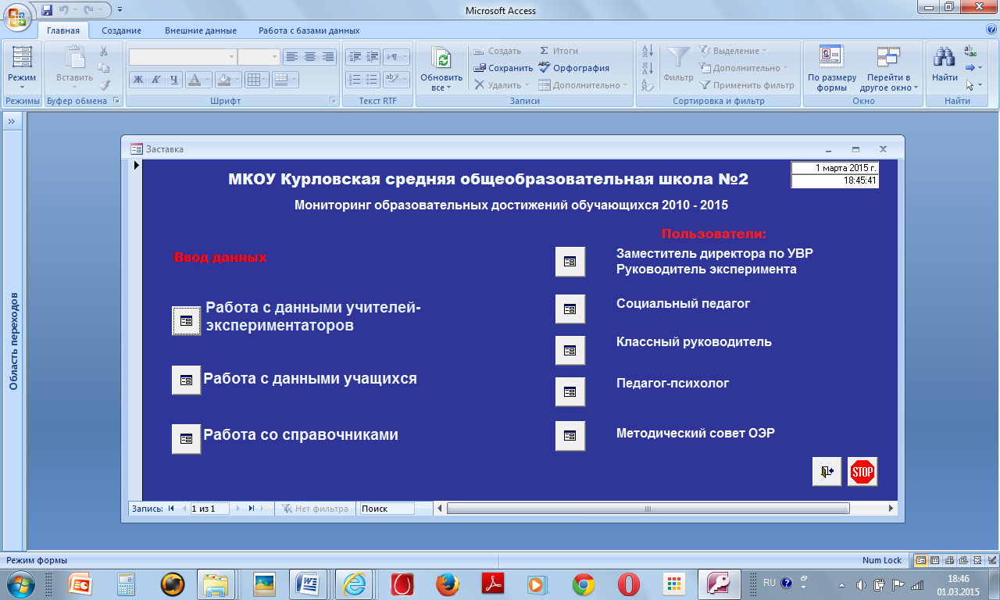 Microsoft Access
Главная Создание Внешние данные Работа с базами данных
Режим
Режимы
Вставить
Буфер обмена
Ж К Ч А
Шрифт
Текст RTF
Обновить
все
Создать
Сохранить
Удалить
Σ Итоги
ABC Орфография
Дополнительно
Записи
Фильтр
Выделение
Дополнительно
Применить фильтр
Сортировка и фильтр
По размеру
формы
Перейти в
другое окно
Окно
Найти
Найти
Заставка
МКОУ Курловская средняя общеобразовательная школа №2
1 марта 2015 г.
18:45:41
Мониторинг образовательных достижений обучающихся 2010 - 2015
Ввод данных
Работа с данными учителей-
экспериментаторов
Работа с данными учащихся
Работа со справочниками
Пользователи:
Заместитель директора по УВР
Руководитель эксперимента
Социальный педагог
Классный руководитель
Педагог-психолог
Методический совет ОЭР
STOP
Запись: 1 из 1 Нет фильтра Поиск
Область переходов
Режим формы
Num Lock
RU
18:46
01.03.2015